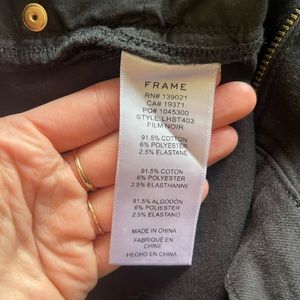 FRAME
RN# 139021
CA# 19371
PO# 1045300
STYLE: LHST403
FILM NOIR
91.5% COTTON
6% POLYESTER
2.5% ELASTANE
91.5% COTON
6% POLYESTER
2.5% ELASTHANNE
91.5% ALGODÓN
6% POLYESTER
2.5% ELASTANO
MADE IN CHINA
FABRIQUÉ EN
CHINE
HECHO EN CHINA